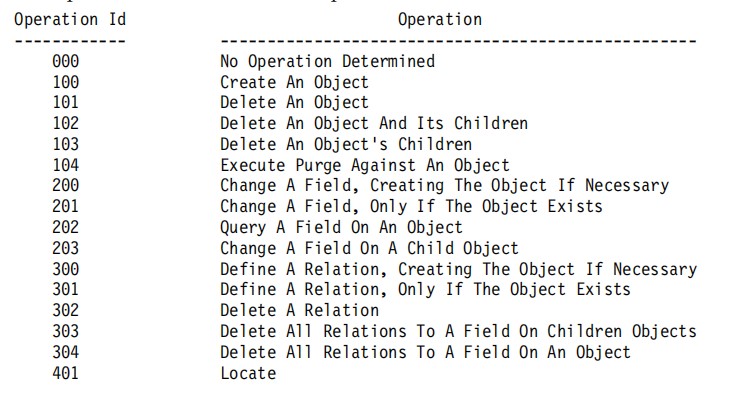 Operation Id Operation
------------ ---------------------------------------------------
000 No Operation Determined
100 Create An Object
101 Delete An Object
102 Delete An Object And Its Children
103 Delete An Object's Children
104 Execute Purge Against An Object
200 Change A Field, Creating The Object If Necessary
201 Change A Field, Only If The Object Exists
202 Query A Field On An Object
203 Change A Field On A Child Object
300 Define A Relation, Creating The Object If Necessary
301 Define A Relation, Only If The Object Exists
302 Delete A Relation
303 Delete All Relations To A Field On Children Objects
304 Delete All Relations To A Field On An Object
401 Locate